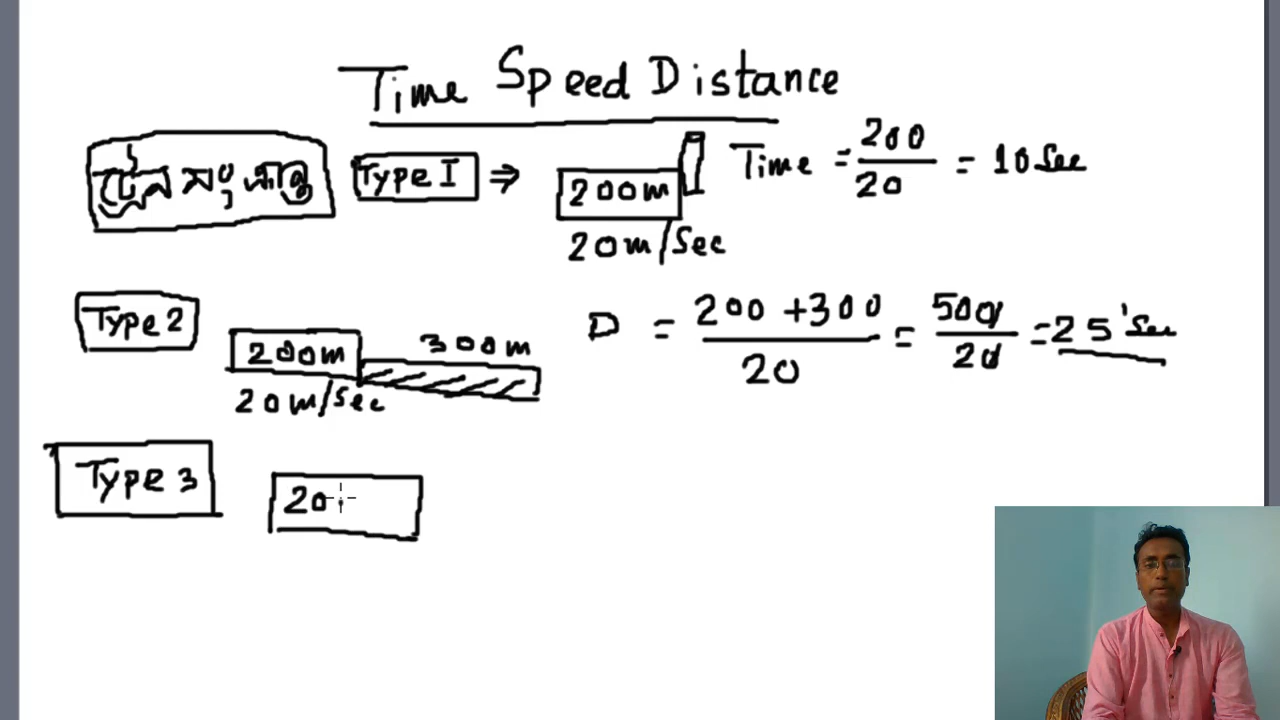 Time Speed Distance
Type I ⇒ 200m Time = 200/20 = 10 Sec
20m/Sec
Type 2
200m 300m D = 200 + 300 / 20 = 500/20 = 25 Sec
20m/Sec
Type 3 20